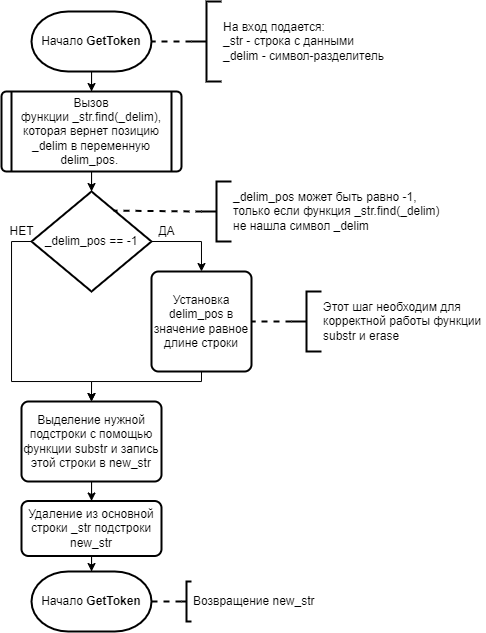 Начало GetToken
На вход подается:
_str - строка с данными
_delim - символ-разделитель
Вызов
функции _str.find(_delim),
которая вернет позицию
_delim в переменную
delim_pos.
_delim_pos может быть равно -1,
только если функция _str.find(_delim)
не нашла символ _delim
НЕТ
_delim_pos == -1
ДА
Установка
delim_pos в
значение равное
длине строки
Этот шаг необходим для
корректной работы функции
substr и erase
Выделение нужной
подстроки с помощью
функции substr и запись
этой строки в new_str
Удаление из основной
строки _str подстроки
new_str
Начало GetToken
Возвращение new_str